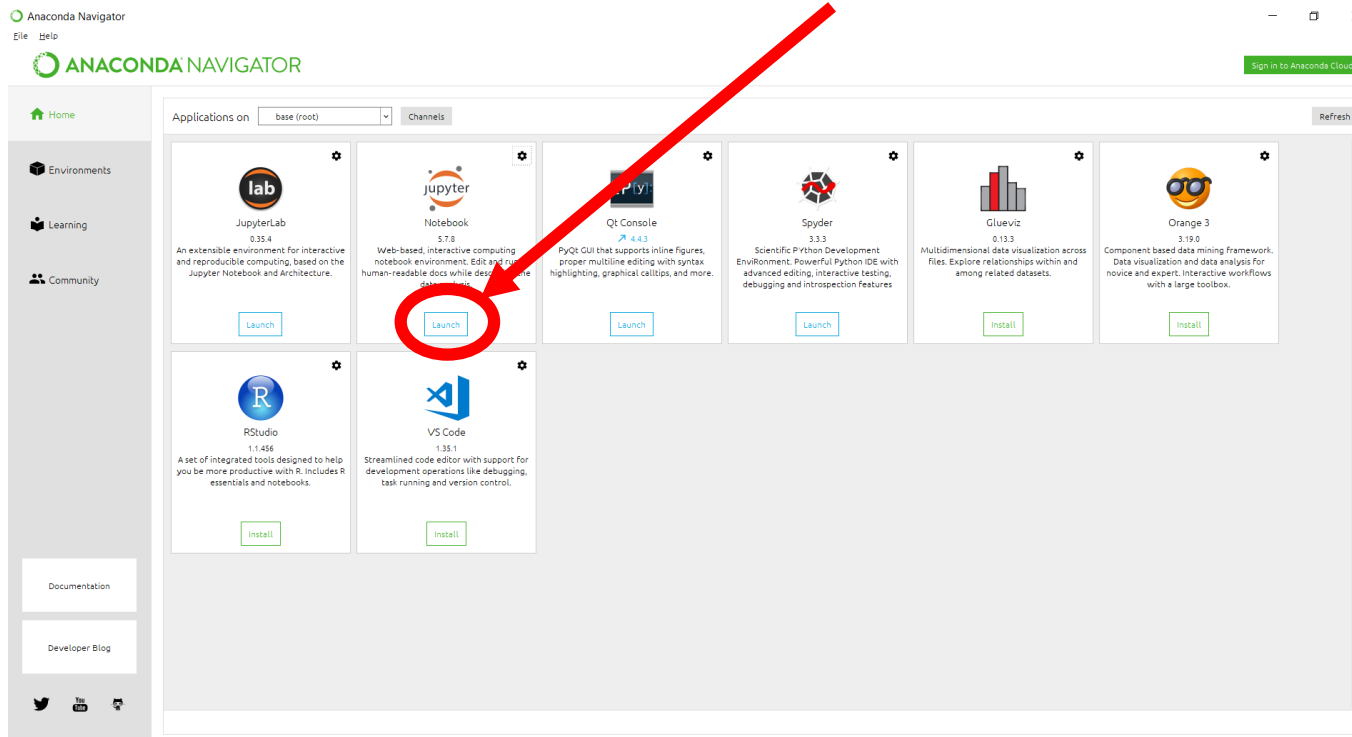 Anaconda Navigator
File Help
ANACONDA NAVIGATOR
Sign in to Anaconda Cloud
Home
Environments
Learning
Community
Documentation
Developer Blog
You
Tube
Applications on base (root) Channels
Refresh
lab
JupyterLab
0.35.4
An extensible environment for interactive
and reproducible computing, based on the
Jupyter Notebook and Architecture.
Launch
jupyter
Notebook
5.7.8
Web-based, interactive computing
notebook environment. Edit and run
human-readable docs while the
data analysis.
Launch
[y]:
Qt Console
4.4.3
PyQt GUI that supports inline figures,
proper multiline editing with syntax
highlighting, graphical calltips, and more.
Launch
Spyder
3.3.3
Scientific PYthon Development
EnviRonment. Powerful Python IDE with
advanced editing, interactive testing,
debugging and introspection features
Launch
Glueviz
0.13.3
Multidimensional data visualization across
files. Explore relationships within and
among related datasets.
Install
Orange 3
3.19.0
Component based data mining framework.
Data visualization and data analysis for
novice and expert. Interactive workflows
with a large toolbox.
Install
R
RStudio
1.1.456
A set of integrated tools designed to help
you be more productive with R. Includes R
essentials and notebooks.
Install
VS Code
1.35.1
Streamlined code editor with support for
development operations like debugging,
task running and version control.
Install